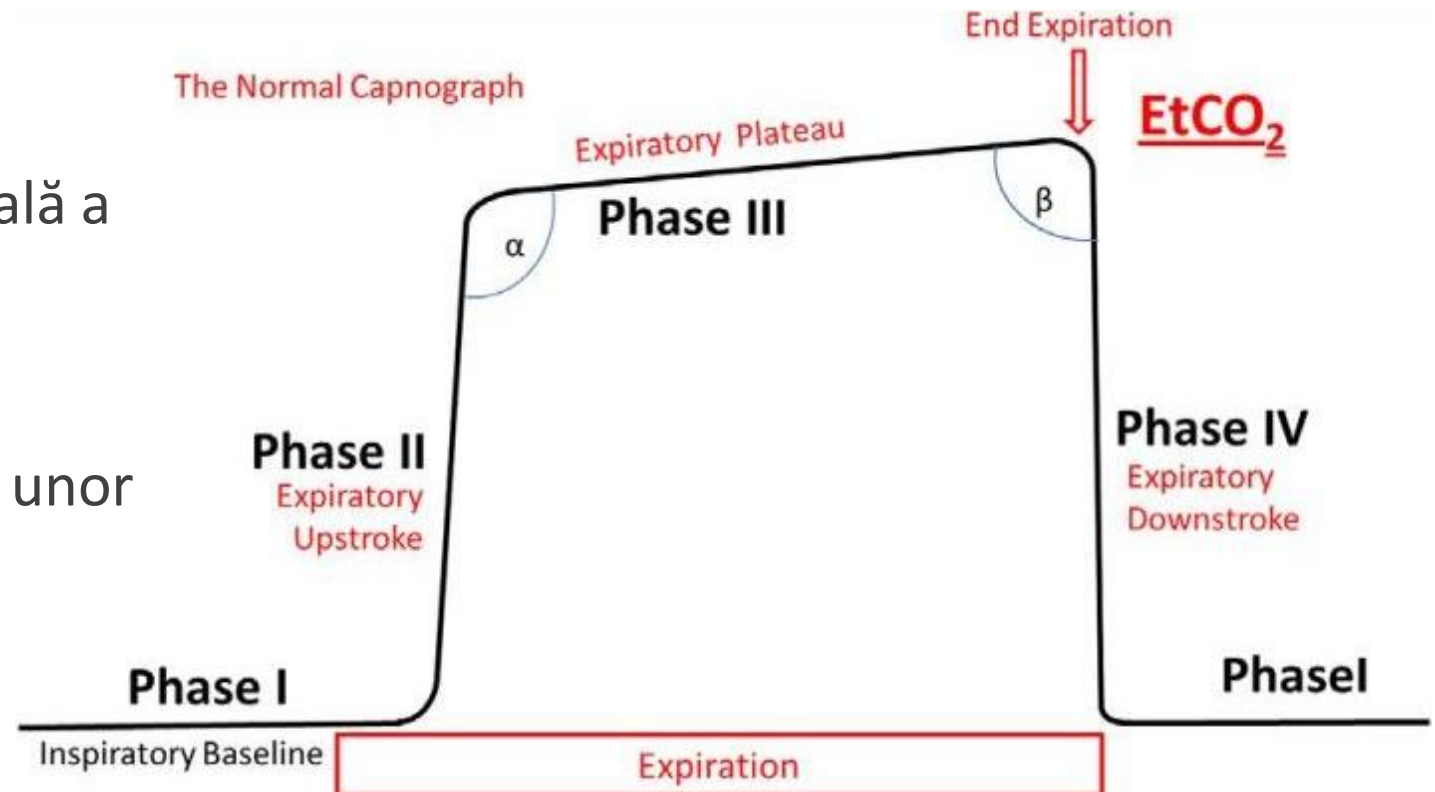 End Expiration
The Normal Capnograph
EtCO₂
Expiratory Plateau
ală a
Phase III
α
β
Phase II
Expiratory
Upstroke
unor
Phase IV
Expiratory
Downstroke
Phase I
PhaseI
Inspiratory Baseline
Expiration